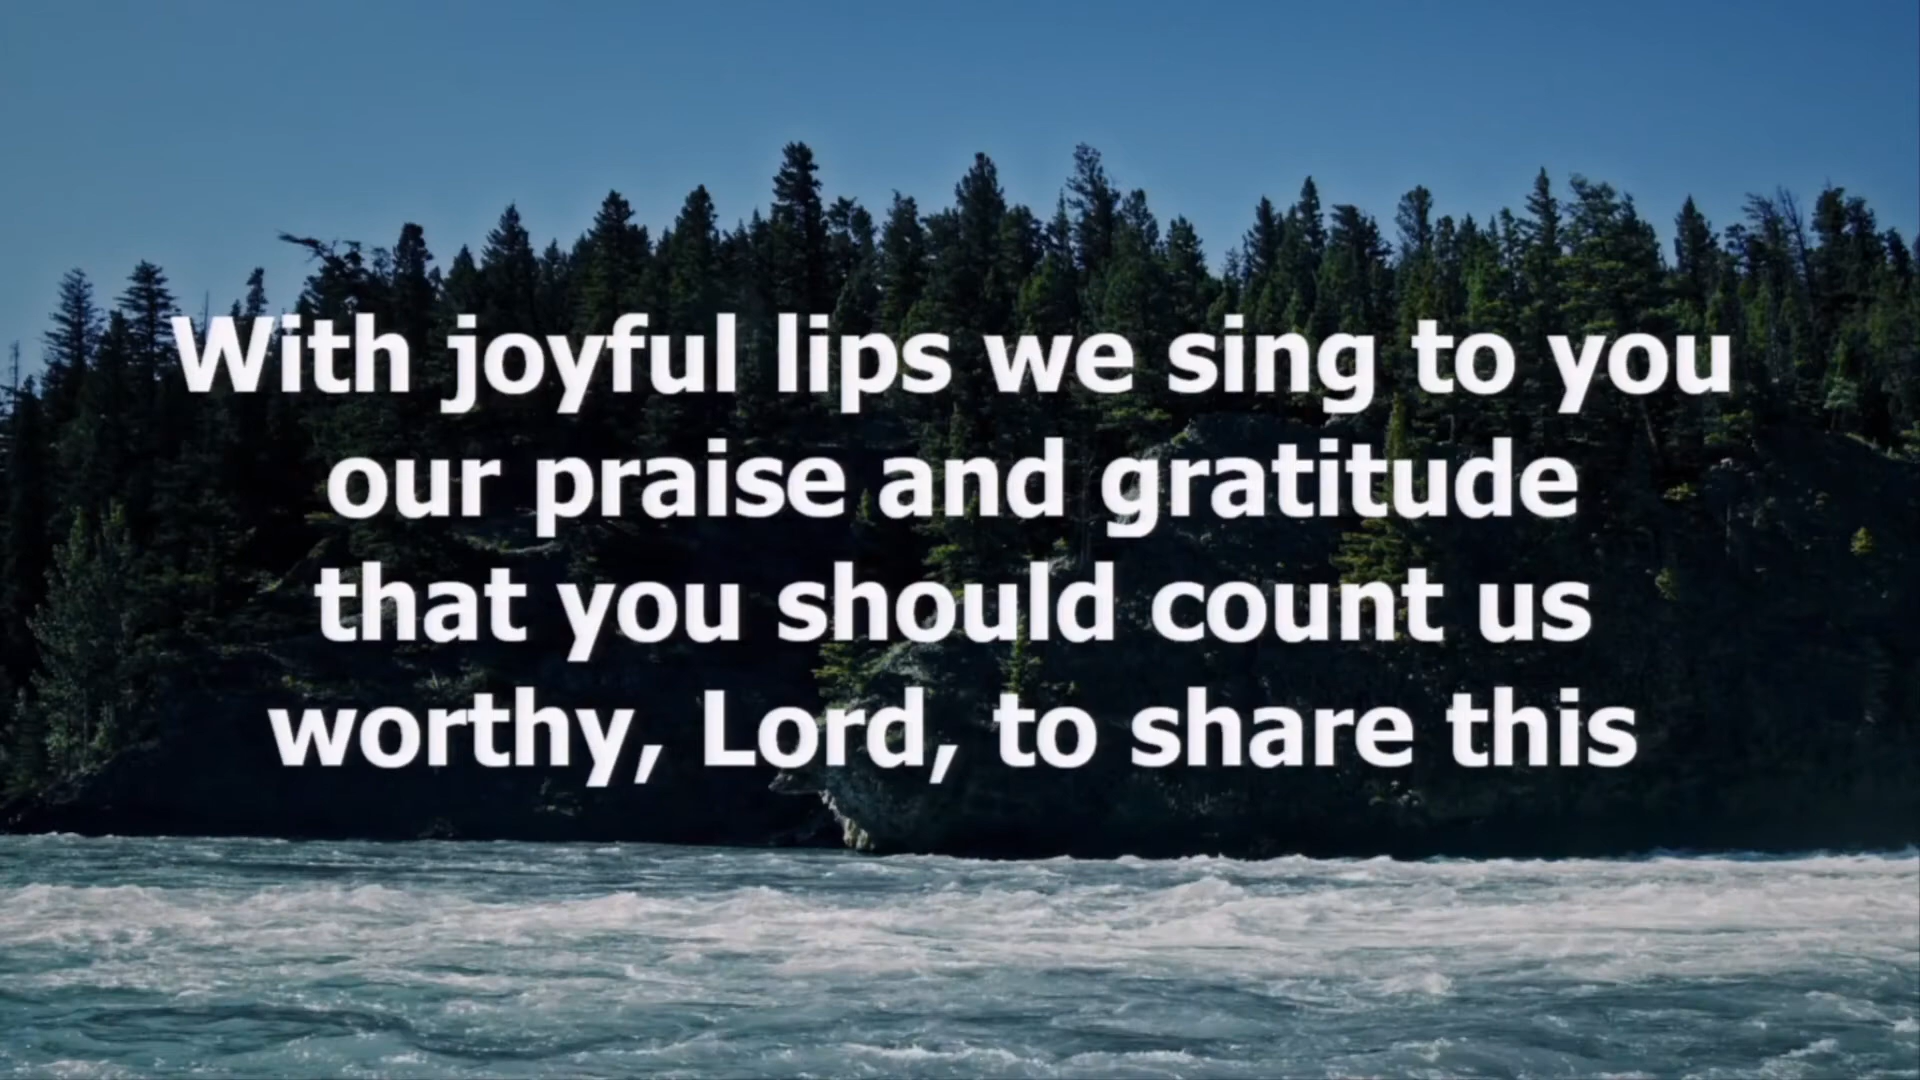 With joyful lips we sing to you
our praise and gratitude
that you should count us
worthy, Lord, to share this